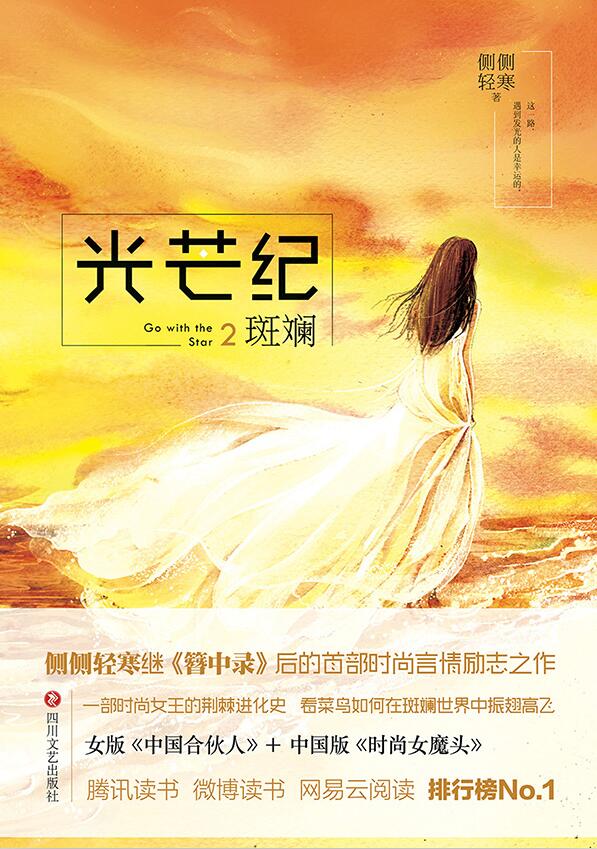 侧侧
轻寒
著
这一路,
遇到发光的人是幸运的。
光芒纪
Go with the
Star 2 斑斓
侧侧轻寒继《簪中录》后的首部时尚言情励志之作
一部时尚女王的荆棘进化史 看菜鸟如何在斑斓世界中振翅高飞
女版《中国合伙人》+中国版《时尚女魔头》
腾讯读书 微博读书 网易云阅读 排行榜No.1
四川文艺出版社